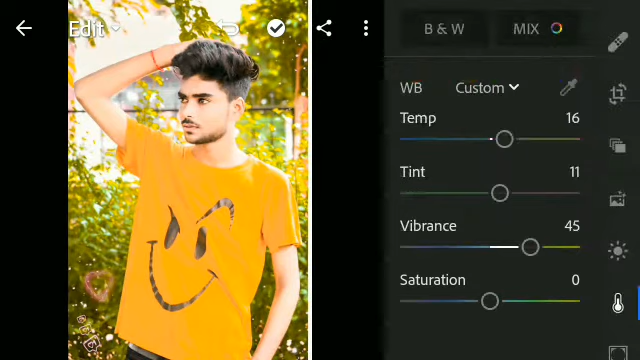 Edit
B & W
MIX
WB
Custom
Temp
16
Tint
11
Vibrance
45
Saturation
0